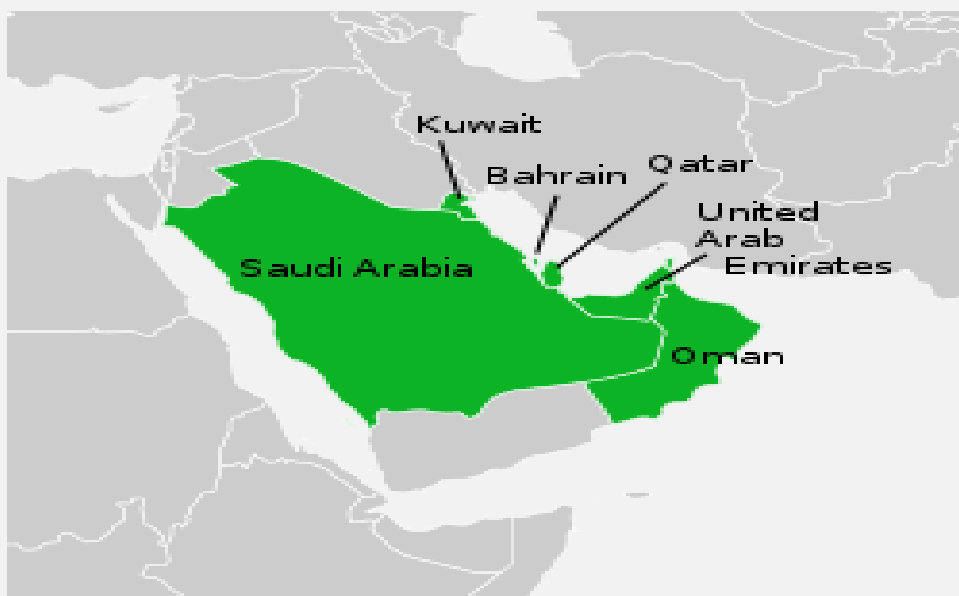 Kuwait
Bahrain
Qatar
United
Arab
Emirates
Saudi Arabia
Oman